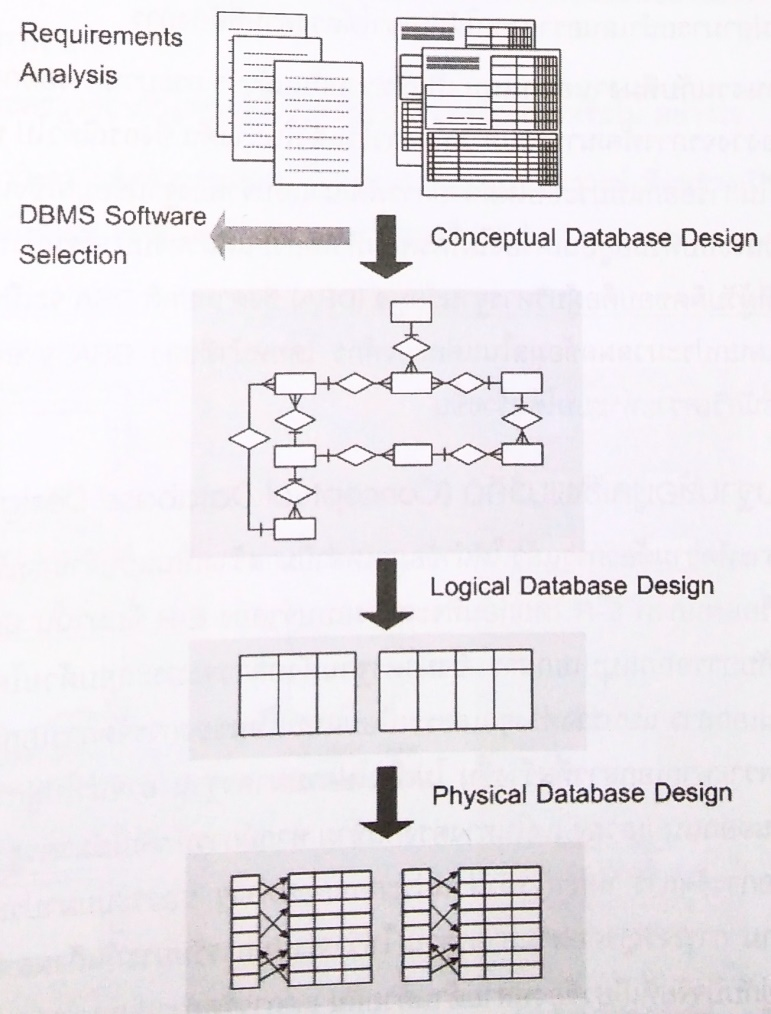 Requirements
Analysis
DBMS Software
Selection
Conceptual Database Design
Logical Database Design
Physical Database Design